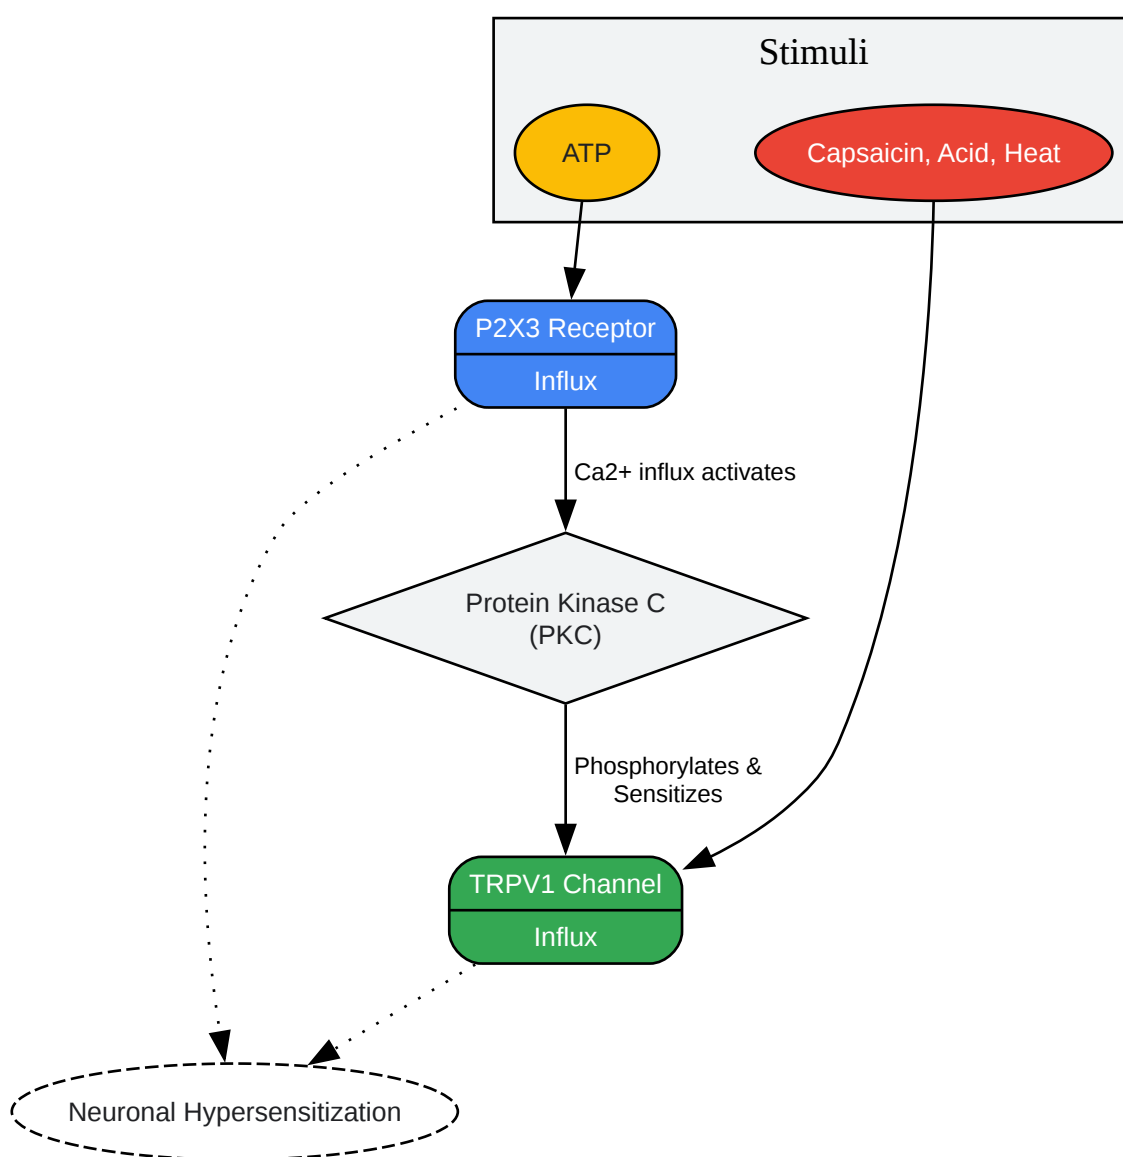 Stimuli
ATP
Capsaicin, Acid, Heat
P2X3 Receptor
Influx
Ca2+ influx activates
Protein Kinase C
(PKC)
Phosphorylates &
Sensitizes
TRPV1 Channel
Influx
Neuronal Hypersensitization